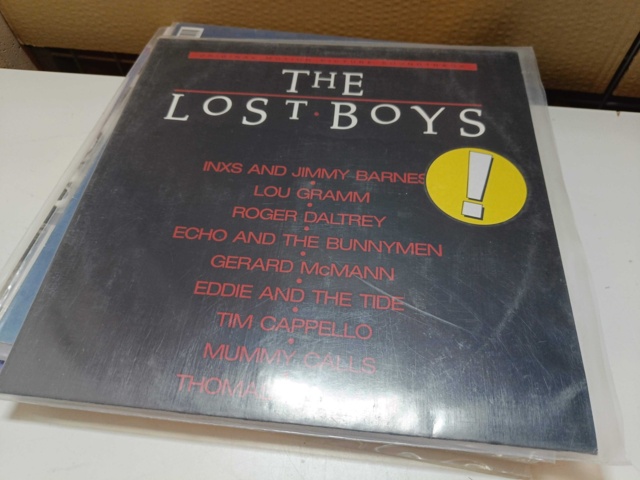 THE
LOST·BOYS
INXS AND JIMMY BARNES
LOU GRAMM
ROGER DALTREY
ECHO AND THE BUNNYMEN
GERARD McMANN
EDDIE AND THE TIDE
TIM CAPPELLO
MUMMY CALLS
!